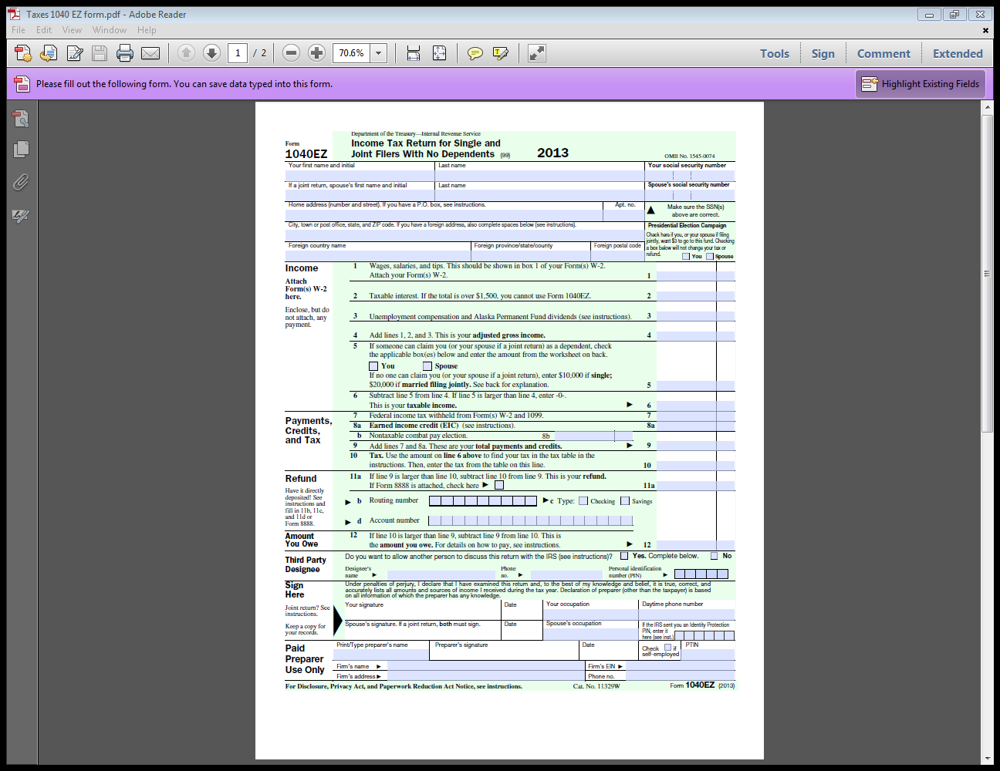 Taxes 1040 EZ form.pdf - Adobe Reader
File Edit View Window Help
1 / 2 70.6% Tools Sign Comment Extended
Please fill out the following form. You can save data typed into this form. Highlight Existing Fields
Department of the Treasury—Internal Revenue Service
Form 1040EZ
Income Tax Return for Single and
Joint Filers With No Dependents (99) 2013 OMB No. 1545-0074
Your first name and initial Last name Your social security number
If a joint return, spouse's first name and initial Last name Spouse's social security number
Home address (number and street). If you have a P.O. box, see instructions. Apt. no.
▲ Make sure the SSN(s)
above are correct.
City, town or post office, state, and ZIP code. If you have a foreign address, also complete spaces below (see instructions).
Presidential Election Campaign
Check here if you, or your spouse if filing
jointly, want $3 to go to this fund. Checking
a box below will not change your tax or
refund. You Spouse
Foreign country name Foreign province/state/county Foreign postal code
Income
Attach
Form(s) W-2
here.
Enclose, but do
not attach, any
payment.
1 Wages, salaries, and tips. This should be shown in box 1 of your Form(s) W-2.
Attach your Form(s) W-2. 1
2 Taxable interest. If the total is over $1,500, you cannot use Form 1040EZ. 2
3 Unemployment compensation and Alaska Permanent Fund dividends (see instructions). 3
4 Add lines 1, 2, and 3. This is your adjusted gross income. 4
5 If someone can claim you (or your spouse if a joint return) as a dependent, check
the applicable box(es) below and enter the amount from the worksheet on back.
You Spouse
If no one can claim you (or your spouse if a joint return), enter $10,000 if single;
$20,000 if married filing jointly. See back for explanation. 5
6 Subtract line 5 from line 4. If line 5 is larger than line 4, enter -0-.
This is your taxable income. ▶ 6
Payments,
Credits,
and Tax
7 Federal income tax withheld from Form(s) W-2 and 1099. 7
8a Earned income credit (EIC) (see instructions). 8a
b Nontaxable combat pay election. 8b
9 Add lines 7 and 8a. These are your total payments and credits. ▶ 9
10 Tax. Use the amount on line 6 above to find your tax in the tax table in the
instructions. Then, enter the tax from the table on this line. 10
Refund
Have it directly
deposited! See
instructions and
fill in 11b, 11c,
and 11d or
Form 8888.
11a If line 9 is larger than line 10, subtract line 10 from line 9. This is your refund.
If Form 8888 is attached, check here ▶ 11a
▶ b Routing number ▶c Type: Checking Savings
▶ d Account number
Amount
You Owe
12 If line 10 is larger than line 9, subtract line 9 from line 10. This is
the amount you owe. For details on how to pay, see instructions. ▶ 12
Third Party
Designee
Do you want to allow another person to discuss this return with the IRS (see instructions)? Yes. Complete below. No
Designee's
name ▶
Phone
no. ▶
Personal identification
number (PIN) ▶
Sign
Here
Joint return? See
instructions.
Keep a copy for
your records.
Under penalties of perjury, I declare that I have examined this return and, to the best of my knowledge and belief, it is true, correct, and
accurately lists all amounts and sources of income I received during the tax year. Declaration of preparer (other than the taxpayer) is based
on all information of which the preparer has any knowledge.
Your signature Date Your occupation Daytime phone number
Spouse's signature. If a joint return, both must sign. Date Spouse's occupation
If the IRS sent you an Identity Protection
PIN, enter it
here (see inst.)
Paid
Preparer
Use Only
Print/Type preparer's name Preparer's signature Date
Check if
self-employed
PTIN
Firm's name ▶ Firm's EIN ▶
Firm's address ▶ Phone no.
For Disclosure, Privacy Act, and Paperwork Reduction Act Notice, see instructions. Cat. No. 11329W Form 1040EZ (2013)